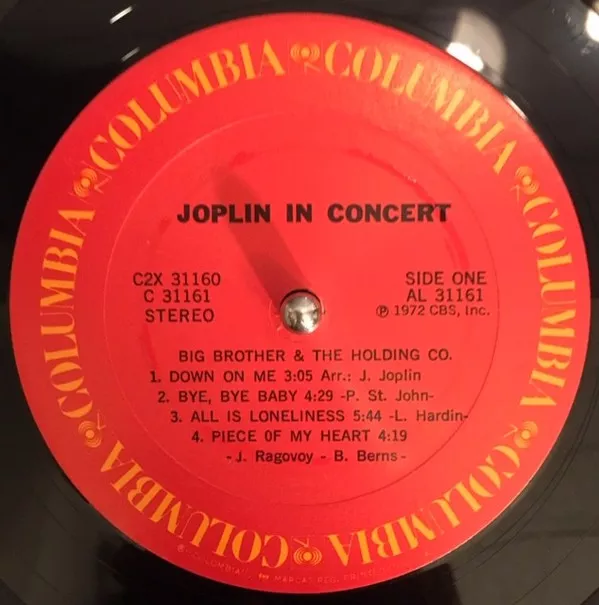 COLUMBIA COLUMBIA COLUMBIA COLUMBIA COLUMBIA COLUMBIA
JOPLIN IN CONCERT
C2X 31160
C 31161
STEREO
SIDE ONE
AL 31161
℗ 1972 CBS, Inc.
BIG BROTHER & THE HOLDING CO.
1. DOWN ON ME 3:05 Arr.: J. Joplin
2. BYE, BYE BABY 4:29 -P. St. John-
3. ALL IS LONELINESS 5:44 -L. Hardin-
4. PIECE OF MY HEART 4:19
-J. Ragovoy - B. Berns-
COLUMBIA MARCAS REG.